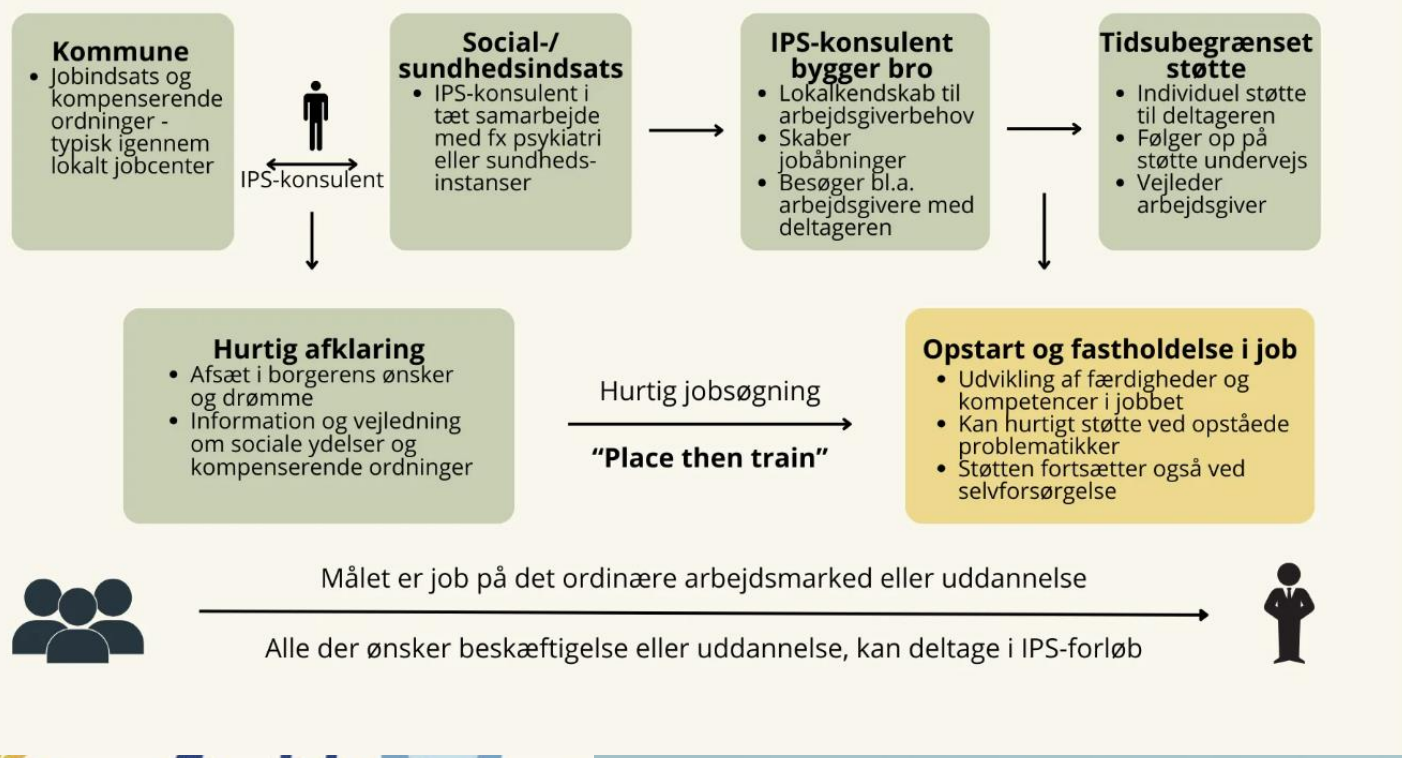 Kommune
• Jobindsats og
kompenserende
ordninger -
typisk igennem
lokalt jobcenter
IPS-konsulent
Social-/
sundhedsindsats
• IPS-konsulent i
tæt samarbejde
med fx psykiatri
eller sundheds-
instanser
IPS-konsulent
bygger bro
• Lokalkendskab til
arbejdsgiverbehov
• Skaber
jobåbninger
• Besøger bl.a.
arbejdsgivere med
deltageren
Tidsubegrænset
støtte
• Individuel støtte
til deltageren
• Følger op på
støtte undervejs
• Vejleder
arbejdsgiver
Hurtig afklaring
• Afsæt i borgerens ønsker
og drømme
• Information og vejledning
om sociale ydelser og
kompenserende ordninger
Hurtig jobsøgning
“Place then train”
Opstart og fastholdelse i job
• Udvikling af færdigheder og
kompetencer i jobbet
• Kan hurtigt støtte ved opståede
problematikker
• Støtten fortsætter også ved
selvforsørgelse
Målet er job på det ordinære arbejdsmarked eller uddannelse
Alle der ønsker beskæftigelse eller uddannelse, kan deltage i IPS-forløb